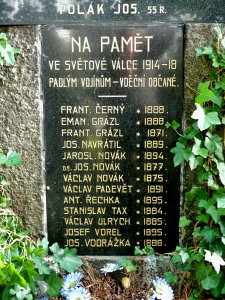 POLÁK JOS. 55 R.
NA PAMĚT
VE SVĚTOVÉ VÁLCE 1914-18
PADLÝM VOJÍNŮM - VDĚČNÍ OBČANÉ.
FRANT. ČERNÝ * 1888.
EMAN. GRÁZL * 1888.
FRANT. GRÁZL * 1871.
JOS. NAVRÁTIL * 1889.
JAROSL. NOVÁK * 1894.
DR. JOS. NOVÁK * 1877.
VÁCLAV NOVÁK * 1875.
VÁCLAV PADEVĚT * 1891.
ANT. ŘECHKA * 1895.
STANISLAV TAX * 1884.
VÁCLAV ULRYCH * 1885.
JOSEF VOREL * 1895.
JOS. VODRÁŽKA * 1888.